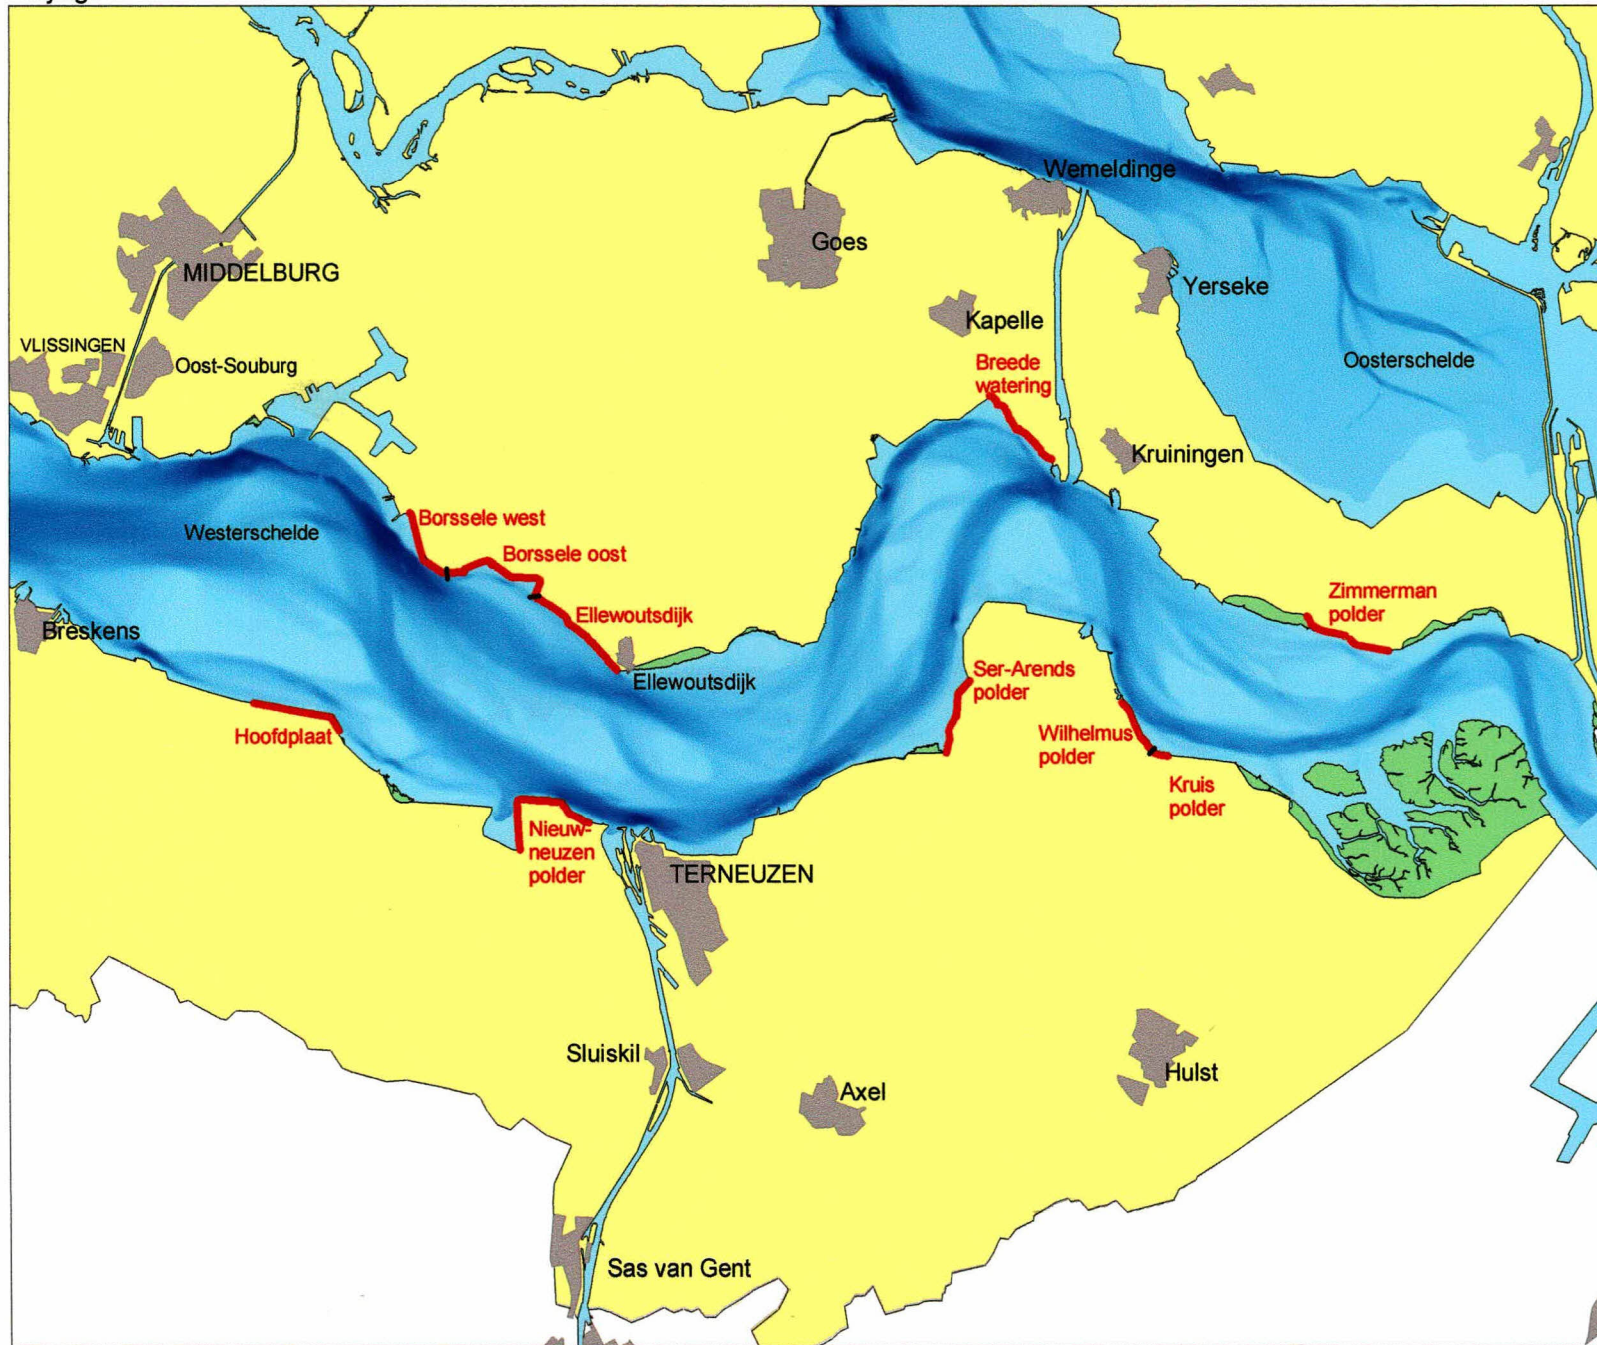 Wemeldinge
Goes
MIDDELBURG
Yerseke
Kapelle
VLISSINGEN
Oost-Souburg
Oosterschelde
Breede
watering
Kruiningen
Borssele west
Westerschelde
Borssele oost
Zimmerman
polder
Ellewoutsdijk
Breskens
Ser-Arends
polder
Ellewoutsdijk
Hoofdplaat
Wilhelmus
polder
Kruis
polder
Nieuw-
neuzen
polder
TERNEUZEN
Sluiskil
Axel
Hulst
Sas van Gent